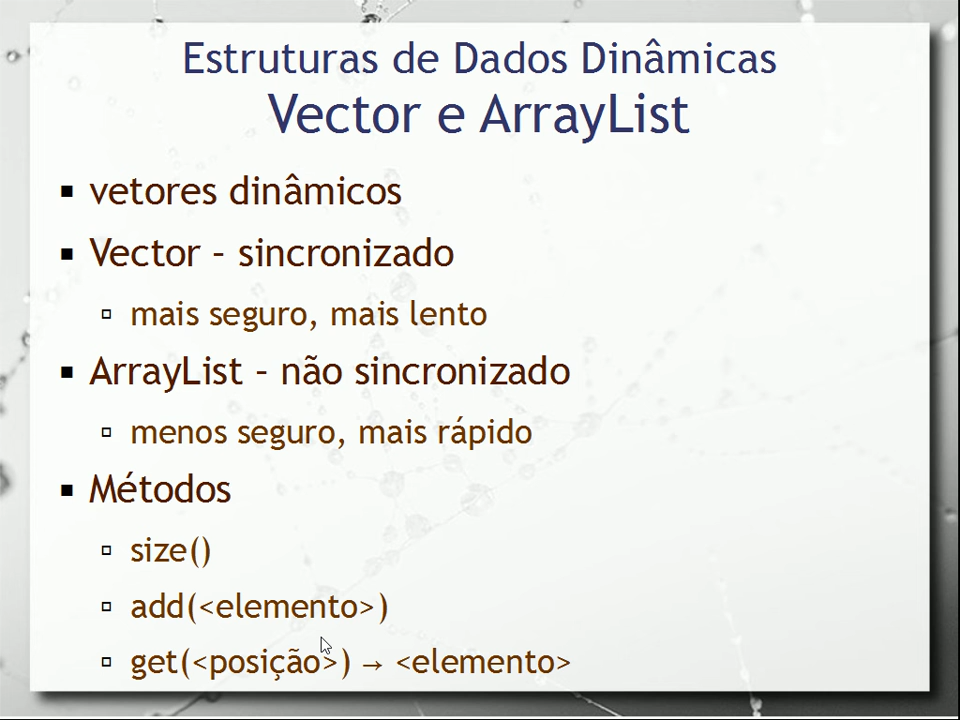 Estruturas de Dados Dinâmicas
Vector e ArrayList
vetores dinâmicos
Vector – sincronizado
mais seguro, mais lento
ArrayList – não sincronizado
menos seguro, mais rápido
Métodos
size()
add(<elemento>)
get(<posição>) → <elemento>